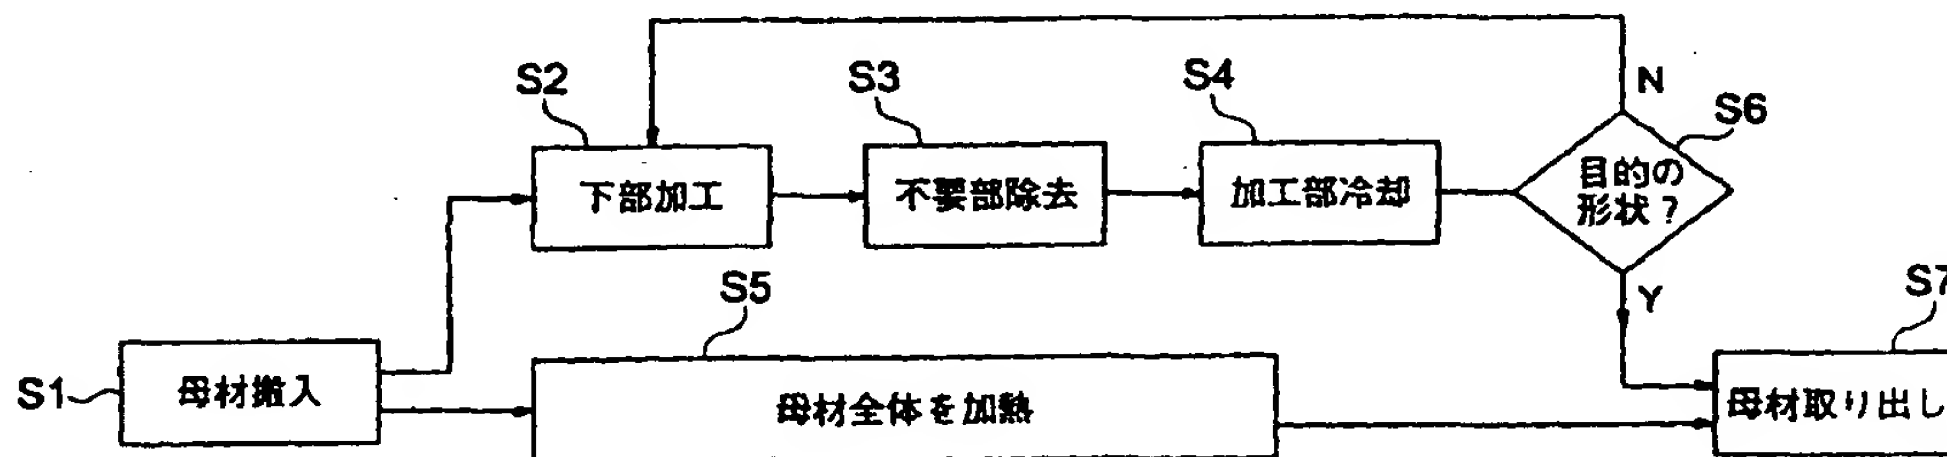 S2
S3
S4
N
S6
下部加工
不要部除去
加工部冷却
目的の
形状？
Y
S5
S7
S1
母材搬入
母材全体を加熱
母材取り出し